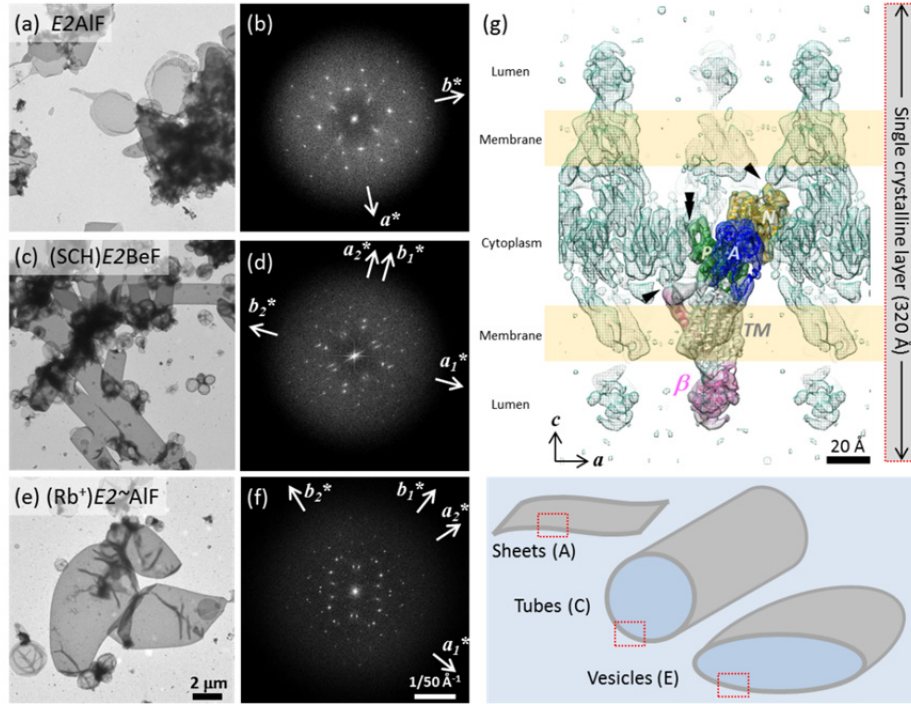 (a) E2AlF
(b)
b*
a*
(c) (SCH)E2BeF
(d)
a₂*
b₁*
b₂*
a₁*
(e) (Rb⁺)E2~AlF
2 µm
(f)
b₂*
b₁*
a₂*
a₁*
1/50 Å⁻¹
(g)
Lumen
Membrane
Cytoplasm
Membrane
Lumen
N
P
A
TM
β
c
a
20 Å
Single crystalline layer (320 Å)
Sheets (A)
Tubes (C)
Vesicles (E)